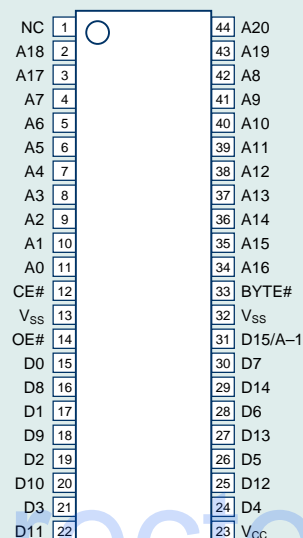 NC 1 44 A20
A18 2 43 A19
A17 3 42 A8
A7 4 41 A9
A6 5 40 A10
A5 6 39 A11
A4 7 38 A12
A3 8 37 A13
A2 9 36 A14
A1 10 35 A15
A0 11 34 A16
CE# 12 33 BYTE#
VSS 13 32 VSS
OE# 14 31 D15/A–1
D0 15 30 D7
D8 16 29 D14
D1 17 28 D6
D9 18 27 D13
D2 19 26 D5
D10 20 25 D12
D3 21 24 D4
D11 22 23 VCC